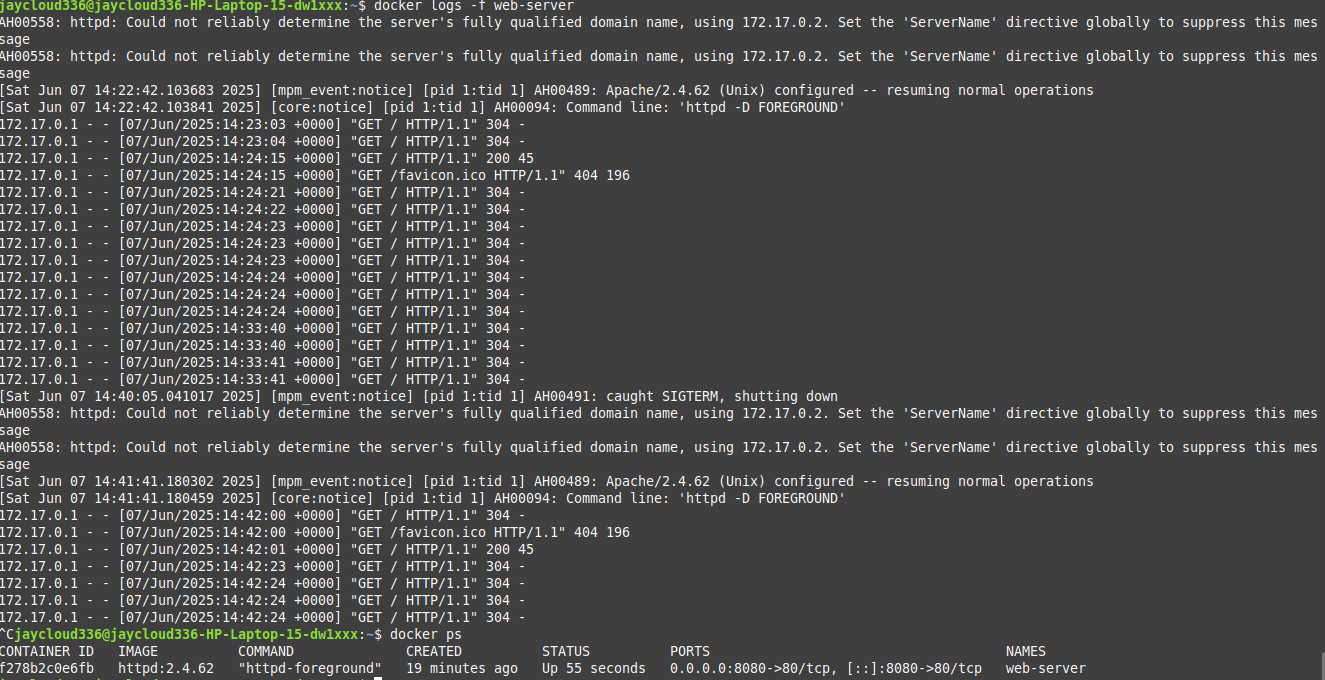 jaycloud336@jaycloud336-HP-Laptop-15-dw1xxx:~$ docker logs -f web-server
AH00558: httpd: Could not reliably determine the server's fully qualified domain name, using 172.17.0.2. Set the 'ServerName' directive globally to suppress this mes
sage
AH00558: httpd: Could not reliably determine the server's fully qualified domain name, using 172.17.0.2. Set the 'ServerName' directive globally to suppress this mes
sage
[Sat Jun 07 14:22:42.103683 2025] [mpm_event:notice] [pid 1:tid 1] AH00489: Apache/2.4.62 (Unix) configured -- resuming normal operations
[Sat Jun 07 14:22:42.103841 2025] [core:notice] [pid 1:tid 1] AH00094: Command line: 'httpd -D FOREGROUND'
172.17.0.1 - - [07/Jun/2025:14:23:03 +0000] "GET / HTTP/1.1" 304 -
172.17.0.1 - - [07/Jun/2025:14:23:04 +0000] "GET / HTTP/1.1" 304 -
172.17.0.1 - - [07/Jun/2025:14:24:15 +0000] "GET / HTTP/1.1" 200 45
172.17.0.1 - - [07/Jun/2025:14:24:15 +0000] "GET /favicon.ico HTTP/1.1" 404 196
172.17.0.1 - - [07/Jun/2025:14:24:21 +0000] "GET / HTTP/1.1" 304 -
172.17.0.1 - - [07/Jun/2025:14:24:22 +0000] "GET / HTTP/1.1" 304 -
172.17.0.1 - - [07/Jun/2025:14:24:23 +0000] "GET / HTTP/1.1" 304 -
172.17.0.1 - - [07/Jun/2025:14:24:23 +0000] "GET / HTTP/1.1" 304 -
172.17.0.1 - - [07/Jun/2025:14:24:23 +0000] "GET / HTTP/1.1" 304 -
172.17.0.1 - - [07/Jun/2025:14:24:24 +0000] "GET / HTTP/1.1" 304 -
172.17.0.1 - - [07/Jun/2025:14:24:24 +0000] "GET / HTTP/1.1" 304 -
172.17.0.1 - - [07/Jun/2025:14:24:24 +0000] "GET / HTTP/1.1" 304 -
172.17.0.1 - - [07/Jun/2025:14:33:40 +0000] "GET / HTTP/1.1" 304 -
172.17.0.1 - - [07/Jun/2025:14:33:40 +0000] "GET / HTTP/1.1" 304 -
172.17.0.1 - - [07/Jun/2025:14:33:41 +0000] "GET / HTTP/1.1" 304 -
172.17.0.1 - - [07/Jun/2025:14:33:41 +0000] "GET / HTTP/1.1" 304 -
[Sat Jun 07 14:40:05.041017 2025] [mpm_event:notice] [pid 1:tid 1] AH00491: caught SIGTERM, shutting down
AH00558: httpd: Could not reliably determine the server's fully qualified domain name, using 172.17.0.2. Set the 'ServerName' directive globally to suppress this mes
sage
AH00558: httpd: Could not reliably determine the server's fully qualified domain name, using 172.17.0.2. Set the 'ServerName' directive globally to suppress this mes
sage
[Sat Jun 07 14:41:41.180302 2025] [mpm_event:notice] [pid 1:tid 1] AH00489: Apache/2.4.62 (Unix) configured -- resuming normal operations
[Sat Jun 07 14:41:41.180459 2025] [core:notice] [pid 1:tid 1] AH00094: Command line: 'httpd -D FOREGROUND'
172.17.0.1 - - [07/Jun/2025:14:42:00 +0000] "GET / HTTP/1.1" 304 -
172.17.0.1 - - [07/Jun/2025:14:42:00 +0000] "GET /favicon.ico HTTP/1.1" 404 196
172.17.0.1 - - [07/Jun/2025:14:42:01 +0000] "GET / HTTP/1.1" 200 45
172.17.0.1 - - [07/Jun/2025:14:42:23 +0000] "GET / HTTP/1.1" 304 -
172.17.0.1 - - [07/Jun/2025:14:42:24 +0000] "GET / HTTP/1.1" 304 -
172.17.0.1 - - [07/Jun/2025:14:42:24 +0000] "GET / HTTP/1.1" 304 -
172.17.0.1 - - [07/Jun/2025:14:42:24 +0000] "GET / HTTP/1.1" 304 -
^Cjaycloud336@jaycloud336-HP-Laptop-15-dw1xxx:~$ docker ps
CONTAINER ID   IMAGE          COMMAND              CREATED          STATUS          PORTS                                     NAMES
f278b2c0e6fb   httpd:2.4.62   "httpd-foreground"   19 minutes ago   Up 55 seconds   0.0.0.0:8080->80/tcp, [::]:8080->80/tcp   web-server